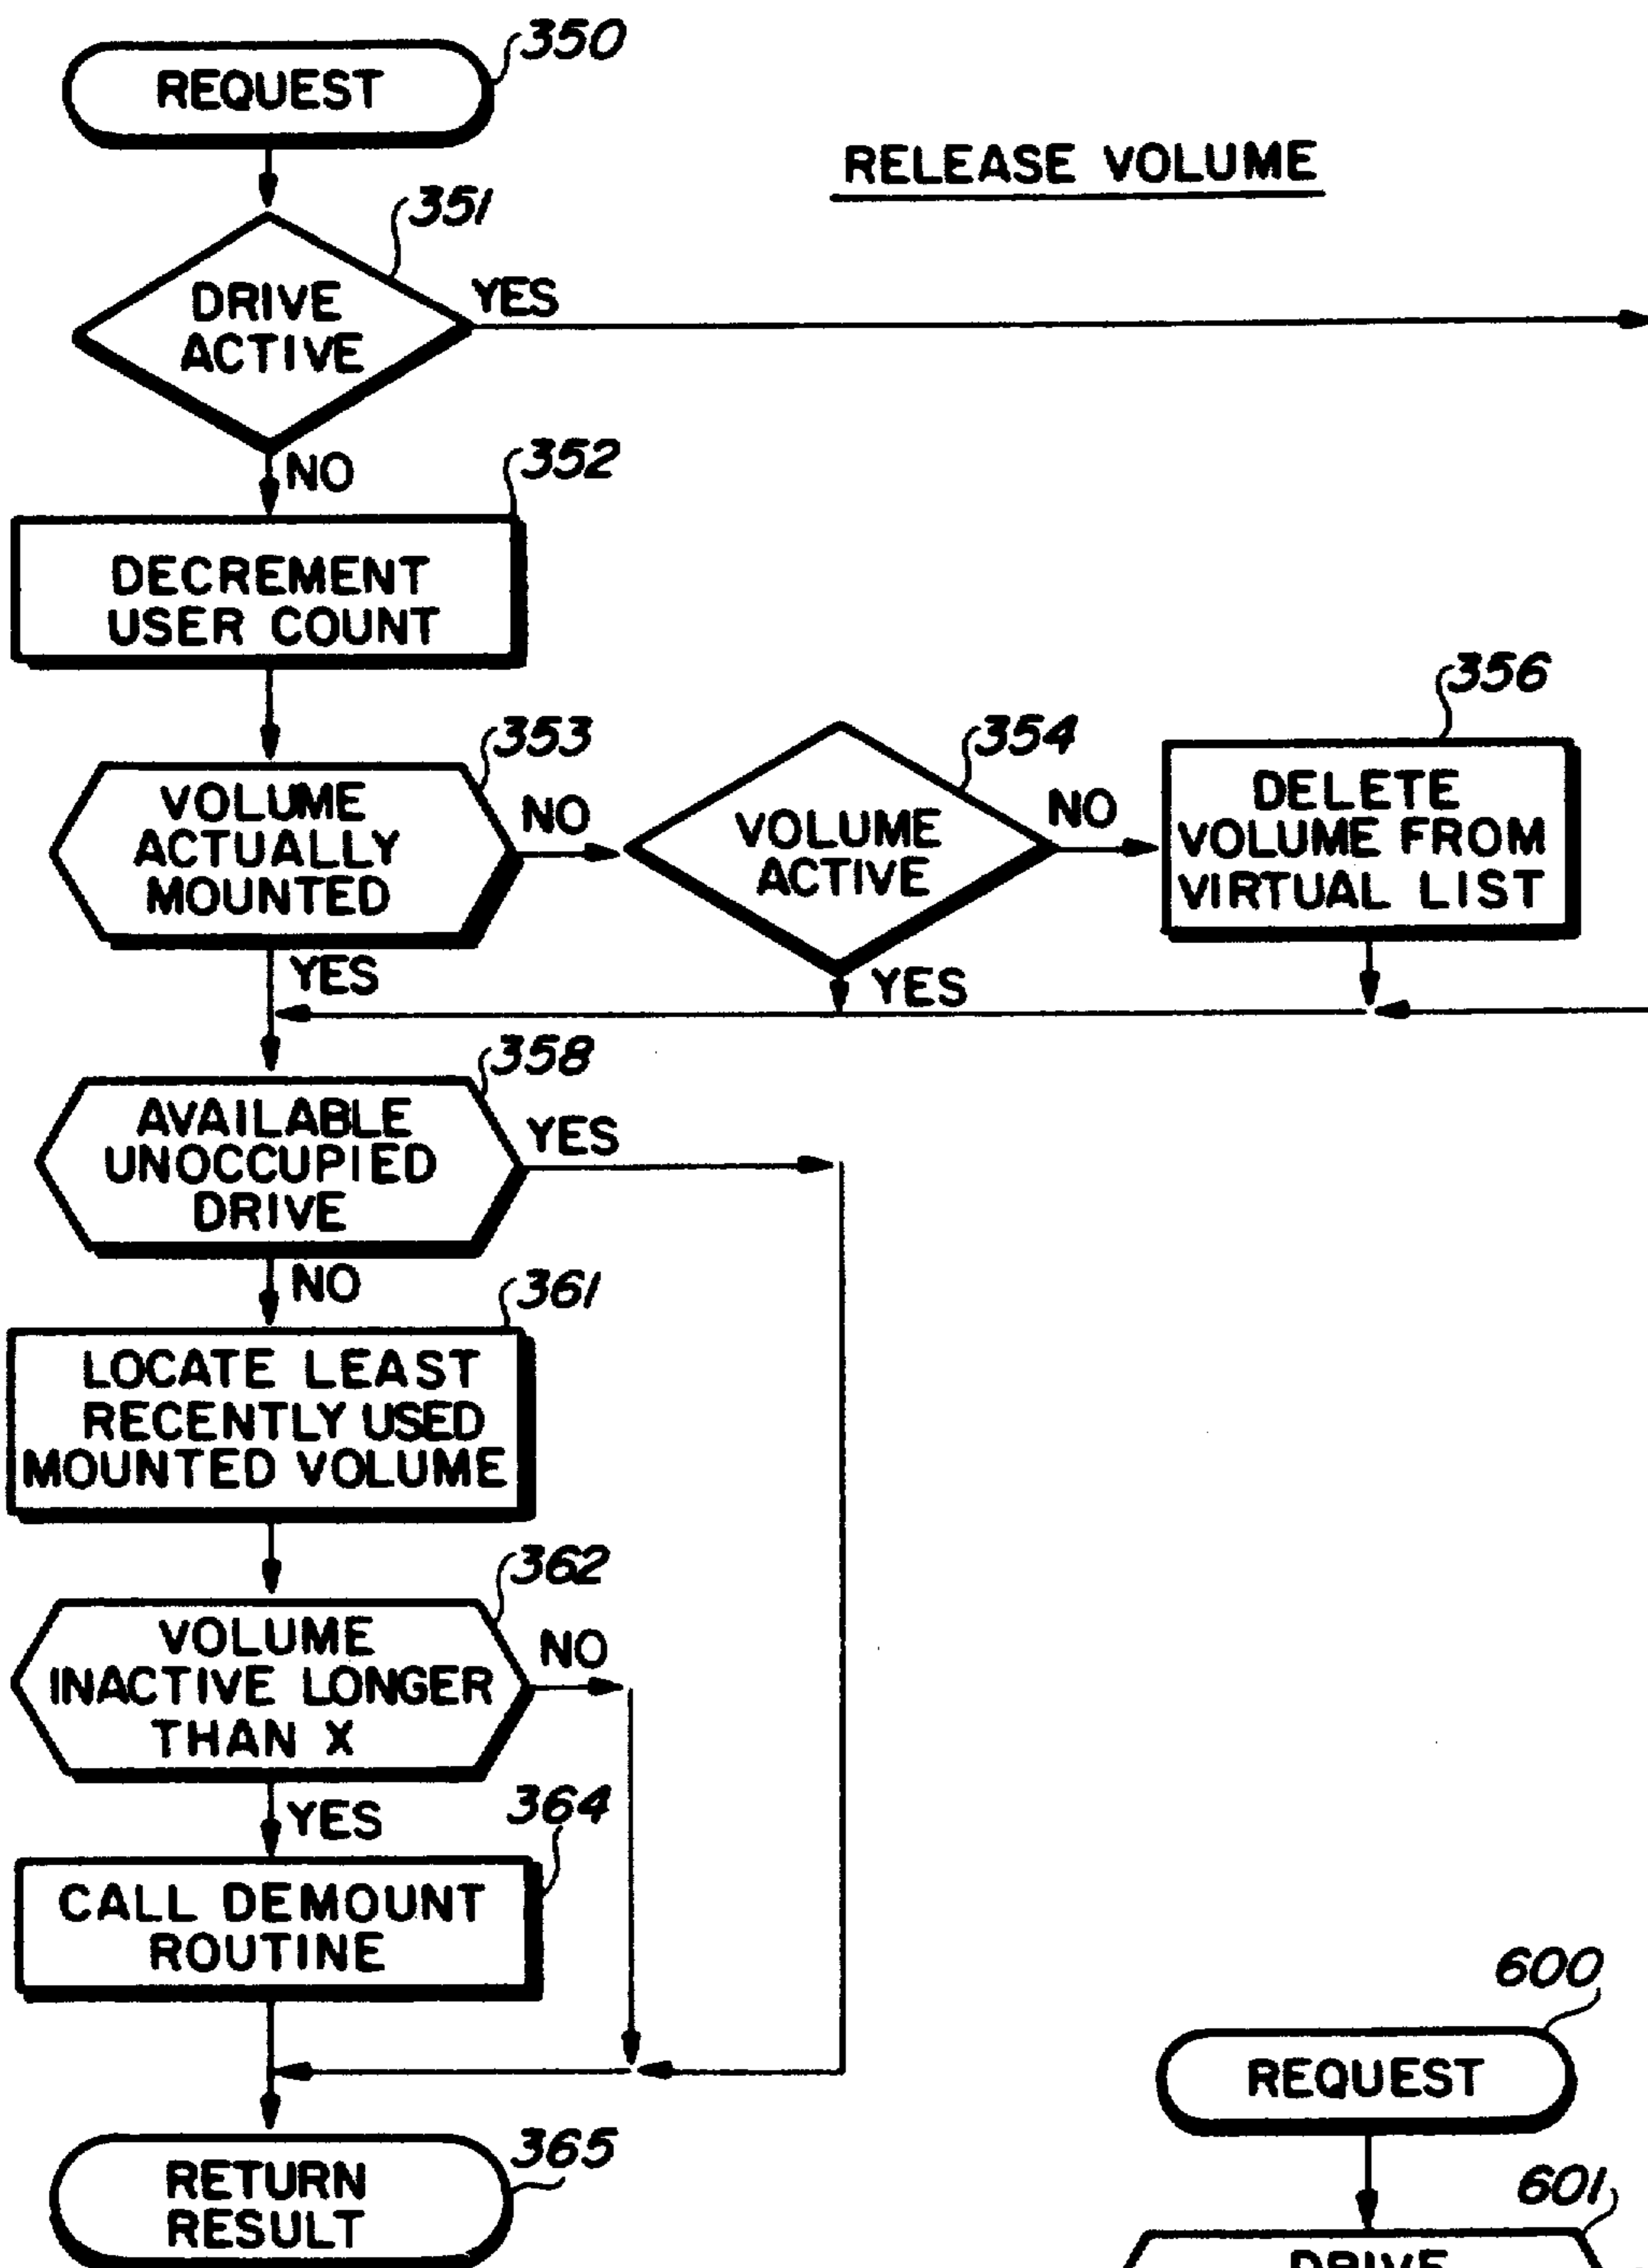 350
REQUEST
RELEASE VOLUME
351
DRIVE
ACTIVE
YES
NO
352
DECREMENT
USER COUNT
353
VOLUME
ACTUALLY
MOUNTED
NO
354
VOLUME
ACTIVE
NO
356
DELETE
VOLUME FROM
VIRTUAL LIST
YES
YES
358
AVAILABLE
UNOCCUPIED
DRIVE
YES
NO
361
LOCATE LEAST
RECENTLY USED
MOUNTED VOLUME
362
VOLUME
INACTIVE LONGER
THAN X
NO
YES
364
CALL DEMOUNT
ROUTINE
365
RETURN
RESULT
600
REQUEST
601
DRIVE